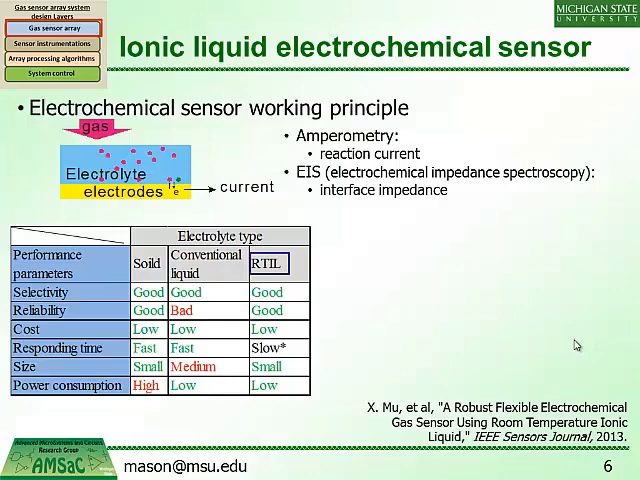 Gas sensor array system
design Layers
Gas sensor array
Sensor instrumentations
Array processing algorithms
System control
MICHIGAN STATE
UNIVERSITY
Ionic liquid electrochemical sensor
• Electrochemical sensor working principle
gas
Electrolyte
electrodes
e
current
• Amperometry:
• reaction current
• EIS (electrochemical impedance spectroscopy):
• interface impedance
Electrolyte type
Performance parameters Soild Conventional liquid RTIL
Selectivity Good Good Good
Reliability Good Bad Good
Cost Low Low Low
Responding time Fast Fast Slow*
Size Small Medium Small
Power consumption High Low Low
X. Mu, et al, "A Robust Flexible Electrochemical
Gas Sensor Using Room Temperature Ionic
Liquid," IEEE Sensors Journal, 2013.
Advanced MicroSystems and Circuits
Research Group
AMSaC
mason@msu.edu
6